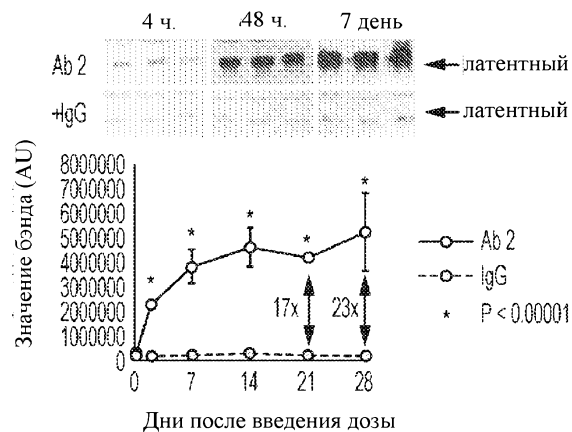 4 ч. .48 ч. 7 день
Ab 2
латентный
+IgG
латентный
Значение бэнда (AU)
8000000
7000000
6000000
5000000
4000000
3000000
2000000
1000000
0
* * * * *
17x 23x
Ab 2
IgG
* P < 0.00001
0 7 14 21 28
Дни после введения дозы